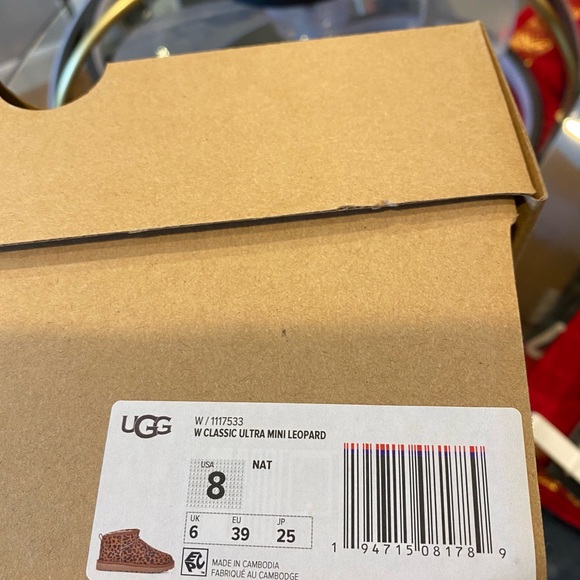 UGG
W / 1117533
W CLASSIC ULTRA MINI LEOPARD
USA
8
NAT
UK EU JP
6 39 25
1 94715 08178 9
MADE IN CAMBODIA
FABRIQUÉ AU CAMBODGE